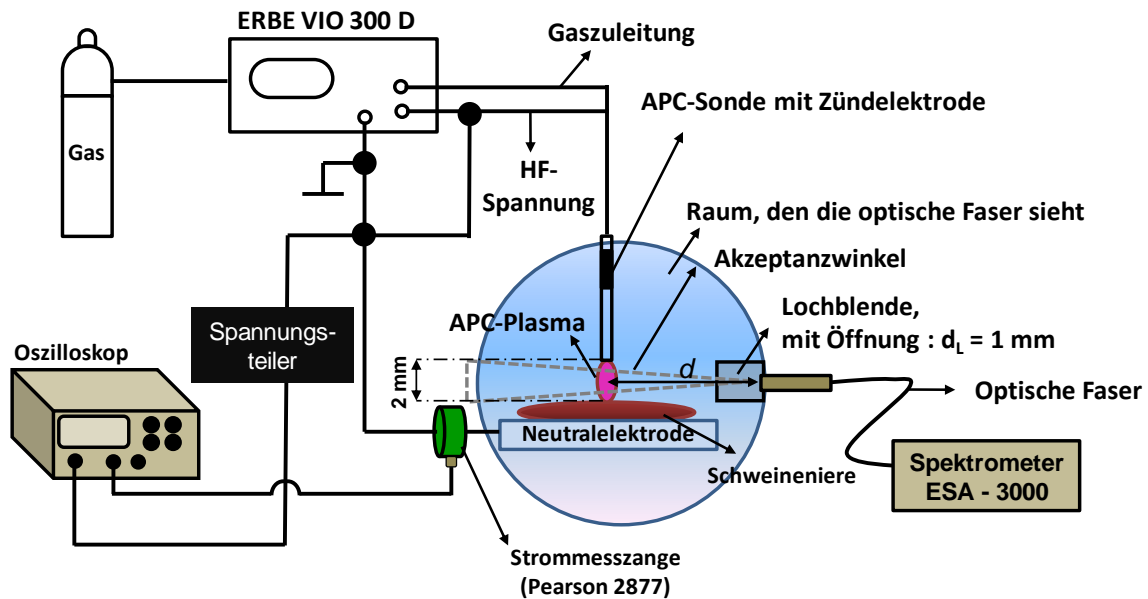 ERBE VIO 300 D
Gaszuleitung
APC-Sonde mit Zündelektrode
Gas
HF-
Spannung
Raum, den die optische Faser sieht
Akzeptanzwinkel
Lochblende,
mit Öffnung : dL = 1 mm
APC-Plasma
Spannungs-
teiler
Oszilloskop
2 mm
d
Optische Faser
Neutralelektrode
Schweineniere
Spektrometer
ESA - 3000
Strommesszange
(Pearson 2877)